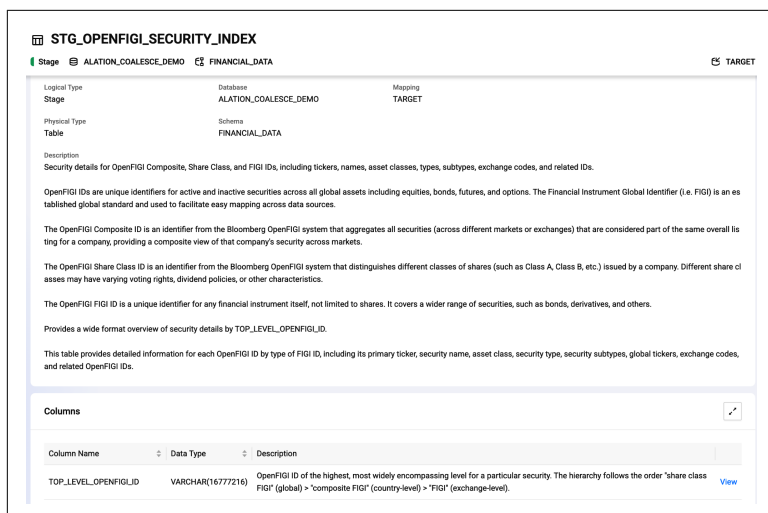 STG_OPENFIGI_SECURITY_INDEX
Stage ALATION_COALESCE_DEMO FINANCIAL_DATA TARGET
Logical Type Database Mapping
Stage ALATION_COALESCE_DEMO TARGET
Physical Type Schema
Table FINANCIAL_DATA
Description
Security details for OpenFIGI Composite, Share Class, and FIGI IDs, including tickers, names, asset classes, types, subtypes, exchange codes, and related IDs.
OpenFIGI IDs are unique identifiers for active and inactive securities across all global assets including equities, bonds, futures, and options. The Financial Instrument Global Identifier (i.e. FIGI) is an es
tablished global standard and used to facilitate easy mapping across data sources.
The OpenFIGI Composite ID is an identifier from the Bloomberg OpenFIGI system that aggregates all securities (across different markets or exchanges) that are considered part of the same overall lis
ting for a company, providing a composite view of that company's security across markets.
The OpenFIGI Share Class ID is an identifier from the Bloomberg OpenFIGI system that distinguishes different classes of shares (such as Class A, Class B, etc.) issued by a company. Different share cl
asses may have varying voting rights, dividend policies, or other characteristics.
The OpenFIGI FIGI ID is a unique identifier for any financial instrument itself, not limited to shares. It covers a wider range of securities, such as bonds, derivatives, and others.
Provides a wide format overview of security details by TOP_LEVEL_OPENFIGI_ID.
This table provides detailed information for each OpenFIGI ID by type of FIGI ID, including its primary ticker, security name, asset class, security type, security subtypes, global tickers, exchange codes,
and related OpenFIGI IDs.
Columns
Column Name Data Type Description
TOP_LEVEL_OPENFIGI_ID VARCHAR(16777216) OpenFIGI ID of the highest, most widely encompassing level for a particular security. The hierarchy follows the order "share class
FIGI" (global) > "composite FIGI" (country-level) > "FIGI" (exchange-level). View